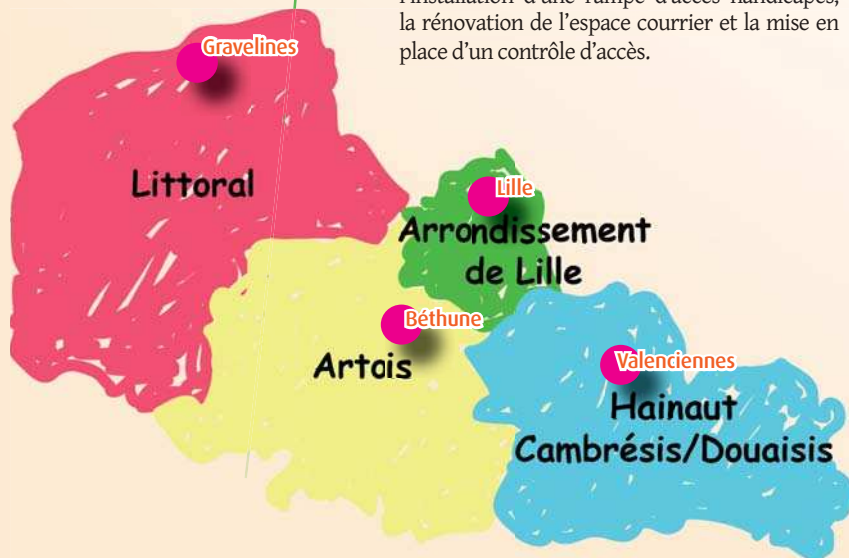 l'installation d'une rampe d'accès handicapés,
la rénovation de l'espace courrier et la mise en
place d'un contrôle d'accès.
Gravelines
Littoral
Lille
Arrondissement
de Lille
Béthune
Artois
Valenciennes
Hainaut
Cambrésis/Douaisis